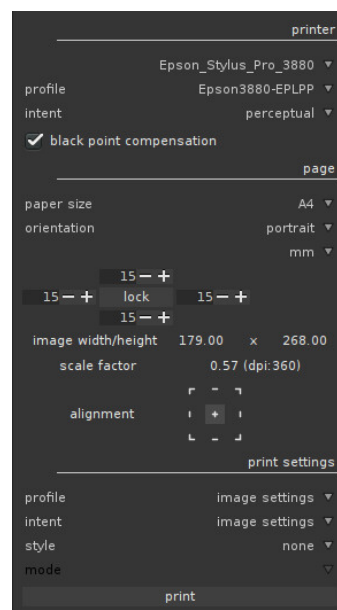 printer
Epson_Stylus_Pro_3880
profile Epson3880-EPLPP
intent perceptual
black point compensation
page
paper size A4
orientation portrait
mm
15 − +
15 − + lock 15 − +
15 − +
image width/height 179.00 x 268.00
scale factor 0.57 (dpi:360)
alignment
print settings
profile image settings
intent image settings
style none
mode
print